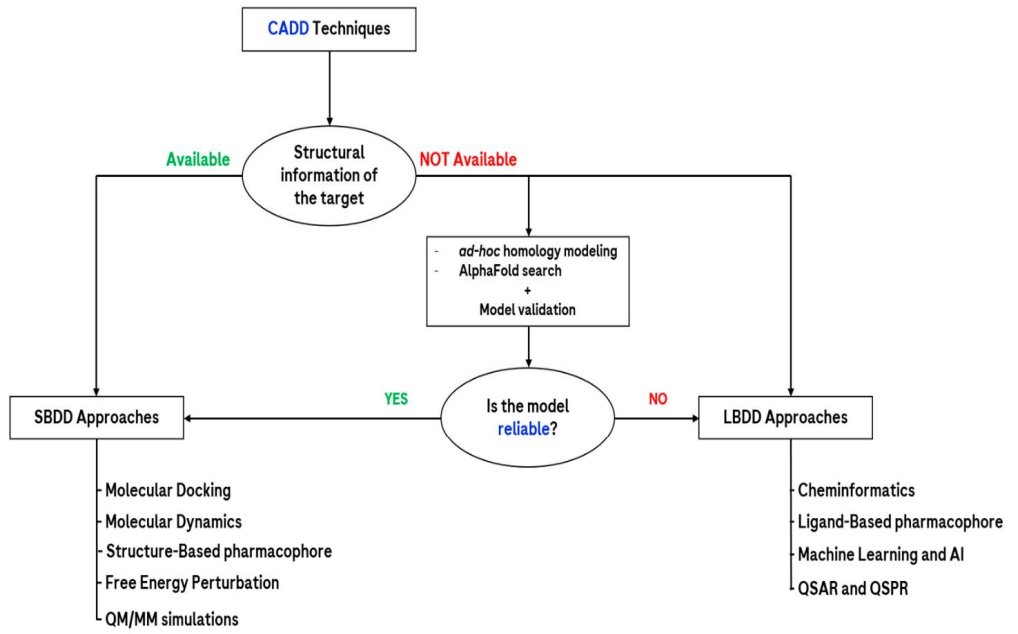 CADD Techniques
Available
Structural
information of
the target
NOT Available
- ad-hoc homology modeling
- AlphaFold search
+
Model validation
SBDD Approaches
YES
Is the model
reliable?
NO
LBDD Approaches
Molecular Docking
Molecular Dynamics
Structure-Based pharmacophore
Free Energy Perturbation
QM/MM simulations
Cheminformatics
Ligand-Based pharmacophore
Machine Learning and AI
QSAR and QSPR